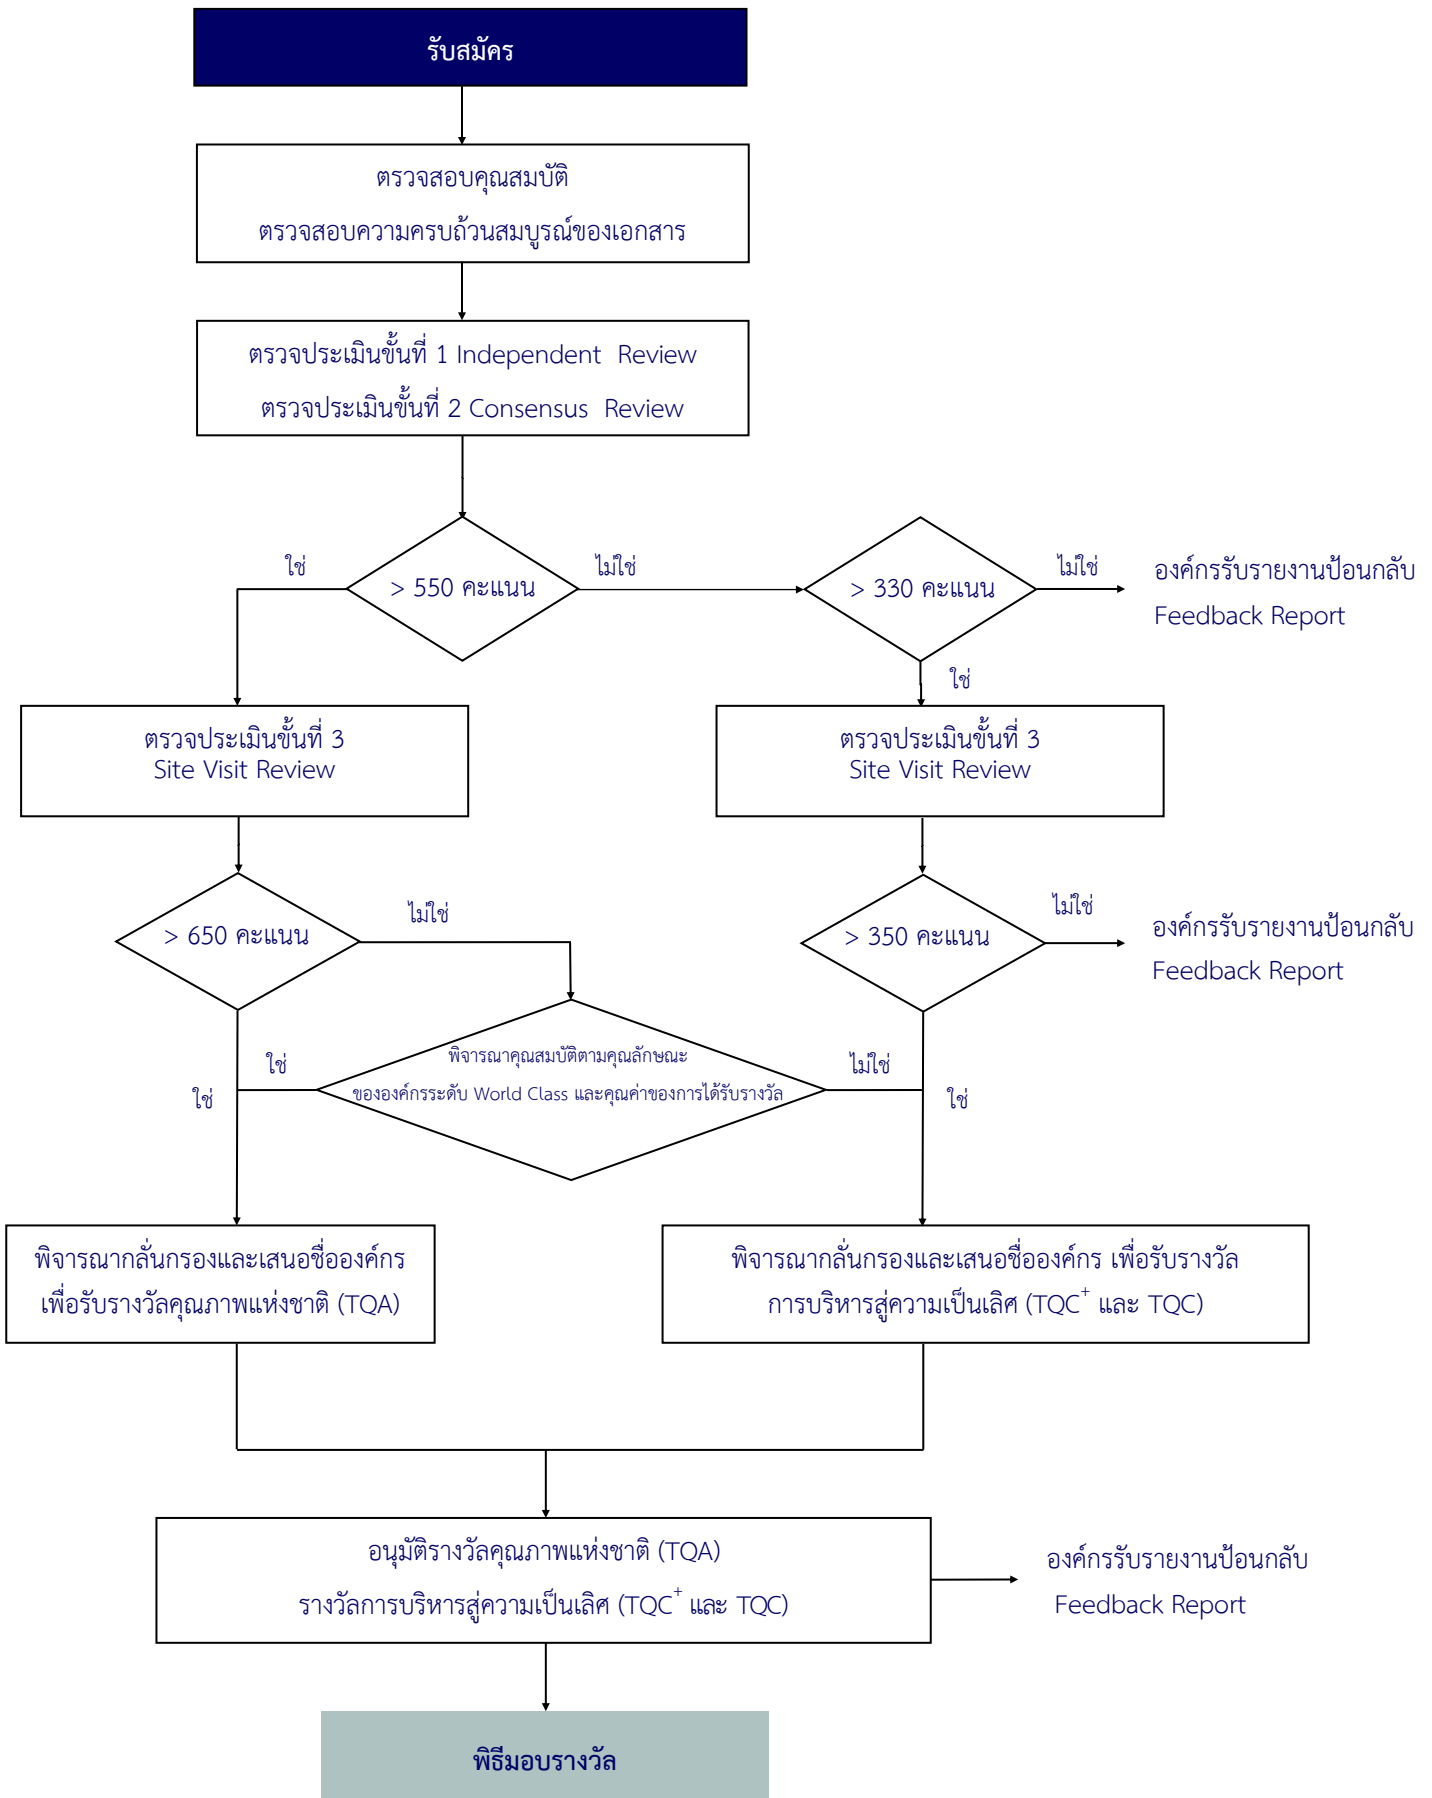 รับสมัคร
ตรวจสอบคุณสมบัติ
ตรวจสอบความครบถ้วนสมบูรณ์ของเอกสาร
ตรวจประเมินขั้นที่ 1 Independent Review
ตรวจประเมินขั้นที่ 2 Consensus Review
ใช่
> 550 คะแนน
ไม่ใช่
> 330 คะแนน
ไม่ใช่
องค์กรรับรายงานป้อนกลับ
Feedback Report
ใช่
ตรวจประเมินขั้นที่ 3
Site Visit Review
ตรวจประเมินขั้นที่ 3
Site Visit Review
> 650 คะแนน
ไม่ใช่
> 350 คะแนน
ไม่ใช่
องค์กรรับรายงานป้อนกลับ
Feedback Report
ใช่
ใช่
พิจารณาคุณสมบัติตามคุณลักษณะ
ขององค์กรระดับ World Class และคุณค่าของการได้รับรางวัล
ไม่ใช่
ใช่
พิจารณากลั่นกรองและเสนอชื่อองค์กร
เพื่อรับรางวัลคุณภาพแห่งชาติ (TQA)
พิจารณากลั่นกรองและเสนอชื่อองค์กร เพื่อรับรางวัล
การบริหารสู่ความเป็นเลิศ (TQC⁺ และ TQC)
อนุมัติรางวัลคุณภาพแห่งชาติ (TQA)
รางวัลการบริหารสู่ความเป็นเลิศ (TQC⁺ และ TQC)
องค์กรรับรายงานป้อนกลับ
Feedback Report
พิธีมอบรางวัล